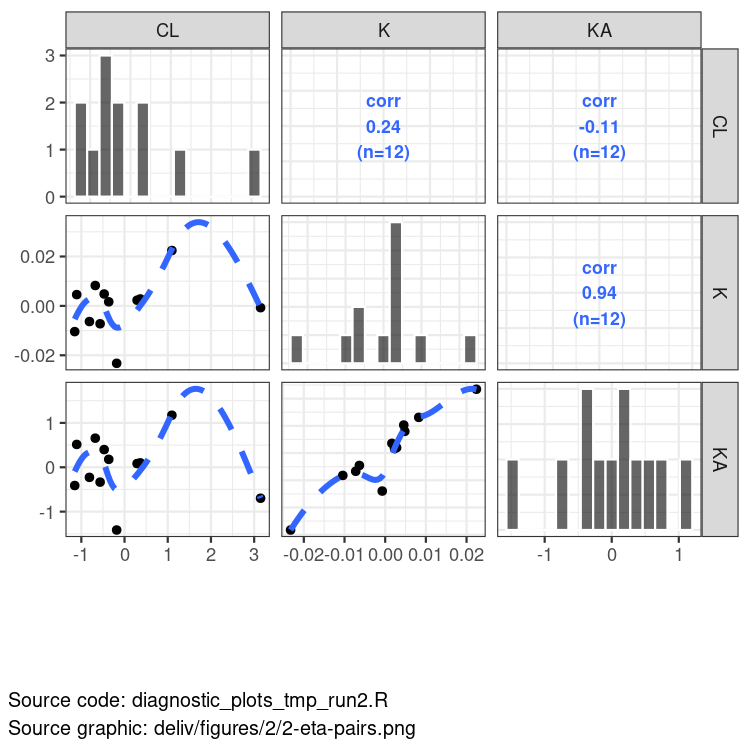 CL K KA
3
2
1
0
corr
0.24
(n=12)
corr
-0.11
(n=12)
CL
0.02
0.00
-0.02
corr
0.94
(n=12)
K
1
0
-1
KA
-1 0 1 2 3
-0.02 -0.01 0.00 0.01 0.02
-1 0 1
Source code: diagnostic_plots_tmp_run2.R
Source graphic: deliv/figures/2/2-eta-pairs.png